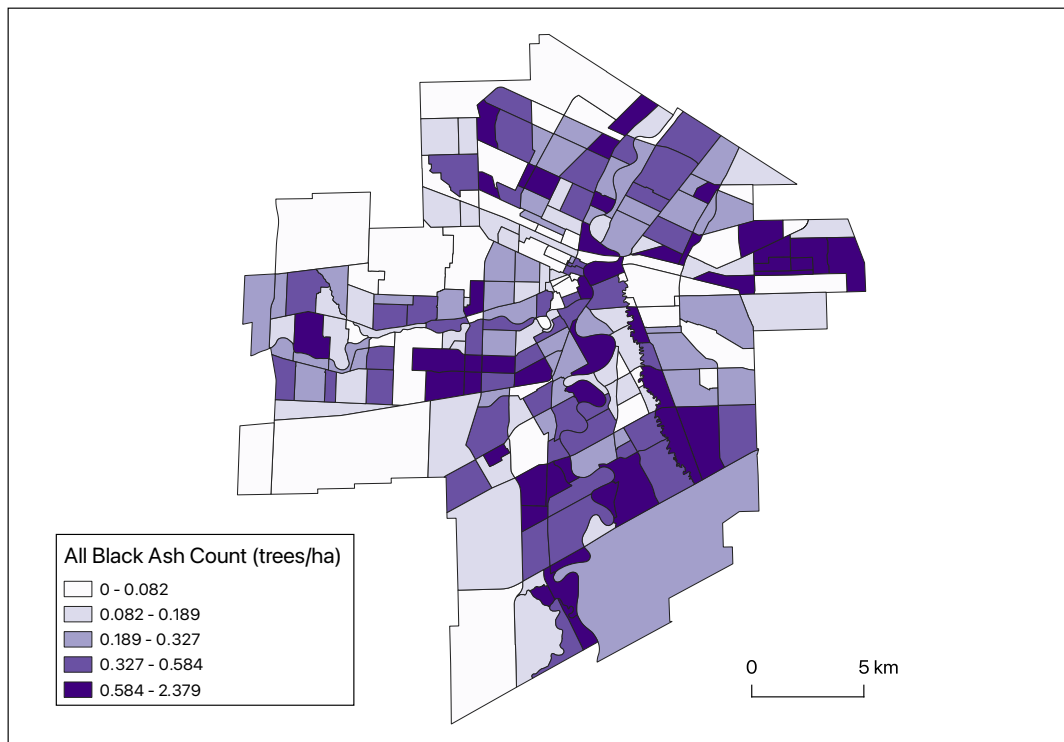 All Black Ash Count (trees/ha)
0 - 0.082
0.082 - 0.189
0.189 - 0.327
0.327 - 0.584
0.584 - 2.379
0 5 km